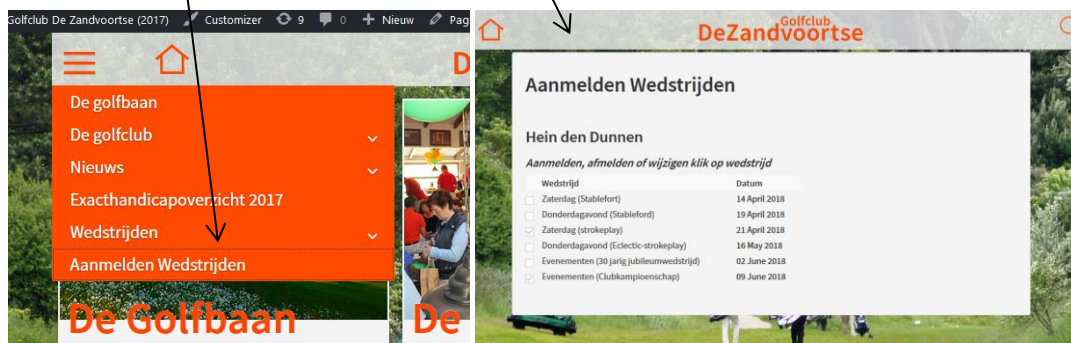 Golfclub De Zandvoortse (2017) Customizer 9 0 + Nieuw Pag
De golfbaan
De golfclub
Nieuws
Exacthandicapoverzicht 2017
Wedstrijden
Aanmelden Wedstrijden
De Golfbaan
De
D
Golfclub
DeZandvoortse
Aanmelden Wedstrijden
Hein den Dunnen
Aanmelden, afmelden of wijzigen klik op wedstrijd
Wedstrijd Datum
Zaterdag (Stablefort) 14 April 2018
Donderdagavond (Stableford) 19 April 2018
Zaterdag (strokeplay) 21 April 2018
Donderdagavond (Eclectic-strokeplay) 16 May 2018
Evenementen (30 jarig jubileumwedstrijd) 02 June 2018
Evenementen (Clubkampioenschap) 09 June 2018